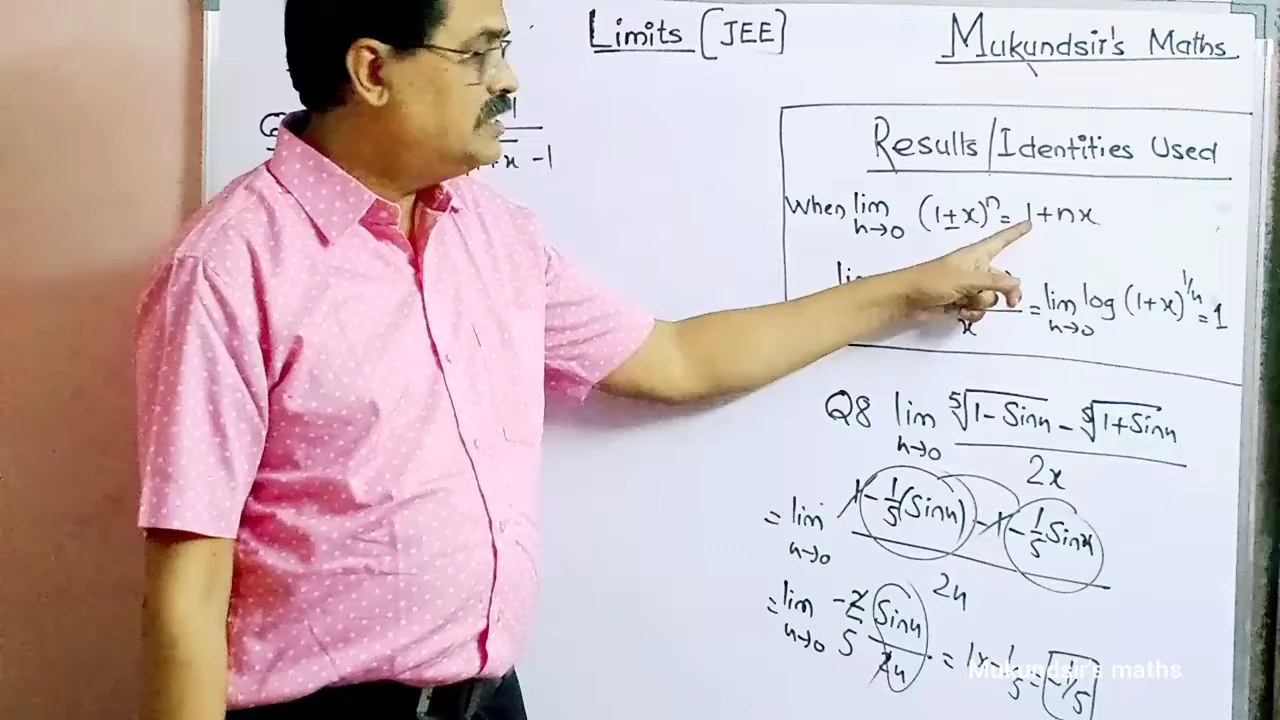 Limits [JEE]
Mukundsir's Maths
Results/Identities Used
When lim x→0 (1±x)^n = 1+nx
x = lim x→0 log (1+x)^1/x = 1
Q8 lim x→0 ⁵√1-Sinx - ⁵√1+Sinx / 2x
= lim x→0 1-1/5(Sinx) -1-1/5 Sinx / 2x
= lim x→0 -2/5 Sinx/2x = 1x-1/5 = -1/5
Mukundsir's maths